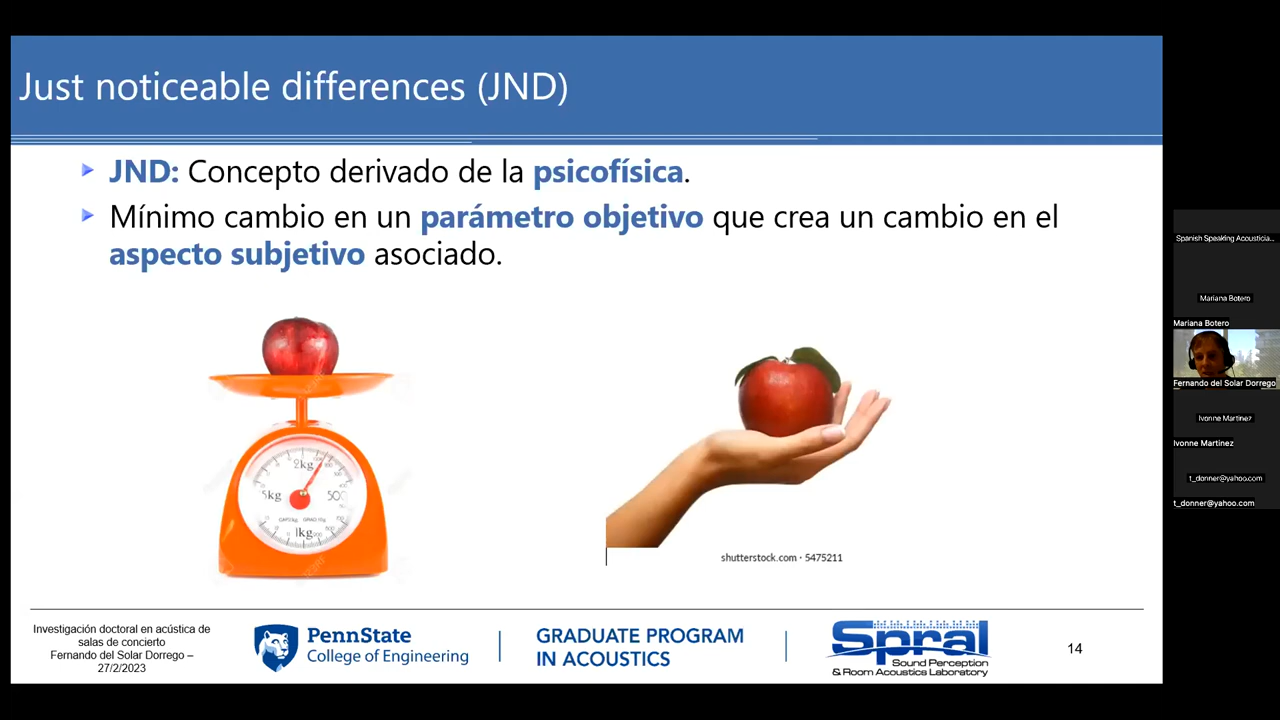 Just noticeable differences (JND)
JND: Concepto derivado de la psicofísica.
Mínimo cambio en un parámetro objetivo que crea un cambio en el
aspecto subjetivo asociado.
2kg
500
1kg
shutterstock.com · 5475211
Investigación doctoral en acústica de
salas de concierto
Fernando del Solar Dorrego –
27/2/2023
PennState
College of Engineering
GRADUATE PROGRAM
IN ACOUSTICS
Spral
Sound Perception
& Room Acoustics Laboratory
14
Spanish Speaking Acousticia...
Mariana Botero
Mariana Botero
Fernando del Solar Dorrego
Ivonne Martinez
Ivonne Martinez
t_donner@yahoo.com
t_donner@yahoo.com